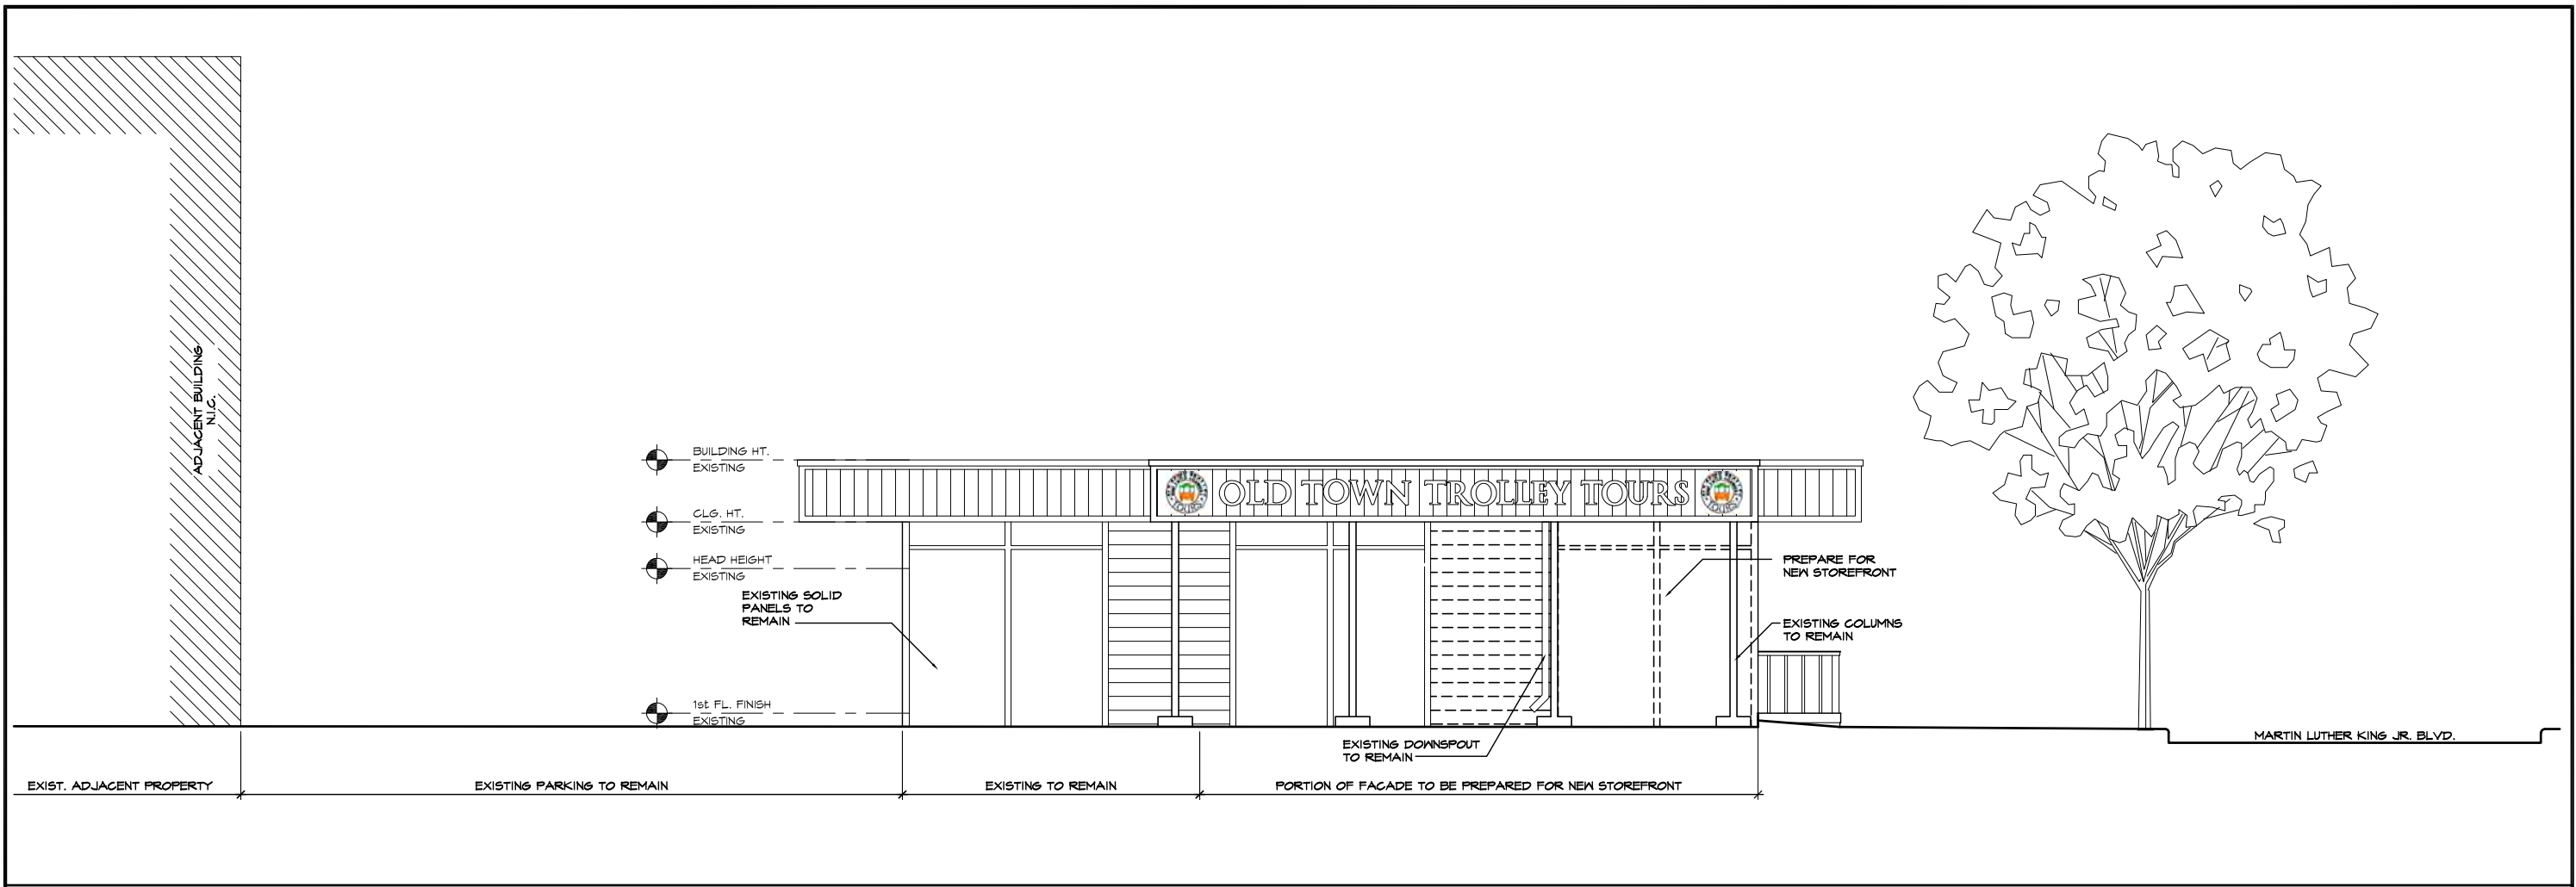 ADJACENT BUILDING
N.I.C.
BUILDING HT.
EXISTING
CLG. HT.
EXISTING
HEAD HEIGHT
EXISTING
1st FL. FINISH
EXISTING
OLD TOWN TROLLEY TOURS
EXISTING SOLID
PANELS TO
REMAIN
PREPARE FOR
NEW STOREFRONT
EXISTING COLUMNS
TO REMAIN
EXISTING DOWNSPOUT
TO REMAIN
MARTIN LUTHER KING JR. BLVD.
EXIST. ADJACENT PROPERTY
EXISTING PARKING TO REMAIN
EXISTING TO REMAIN
PORTION OF FACADE TO BE PREPARED FOR NEW STOREFRONT